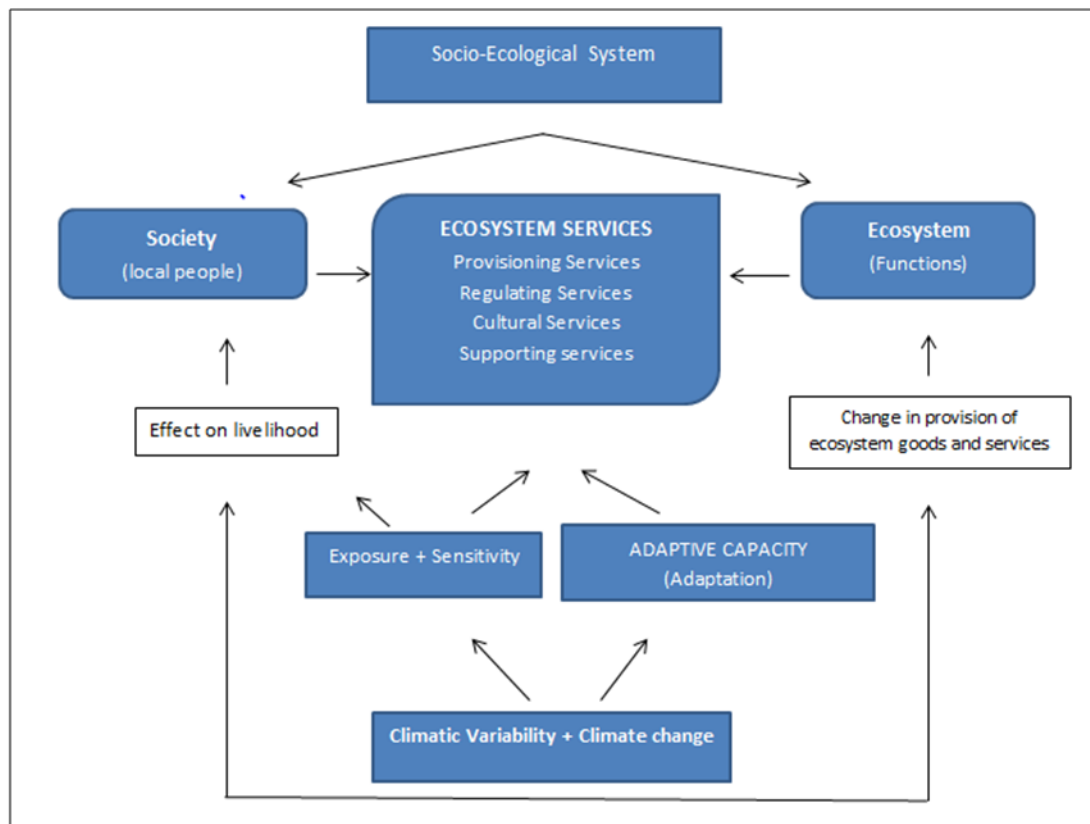 Socio-Ecological System
Society
(local people)
ECOSYSTEM SERVICES
Provisioning Services
Regulating Services
Cultural Services
Supporting services
Ecosystem
(Functions)
Effect on livelihood
Change in provision of
ecosystem goods and services
Exposure + Sensitivity
ADAPTIVE CAPACITY
(Adaptation)
Climatic Variability + Climate change